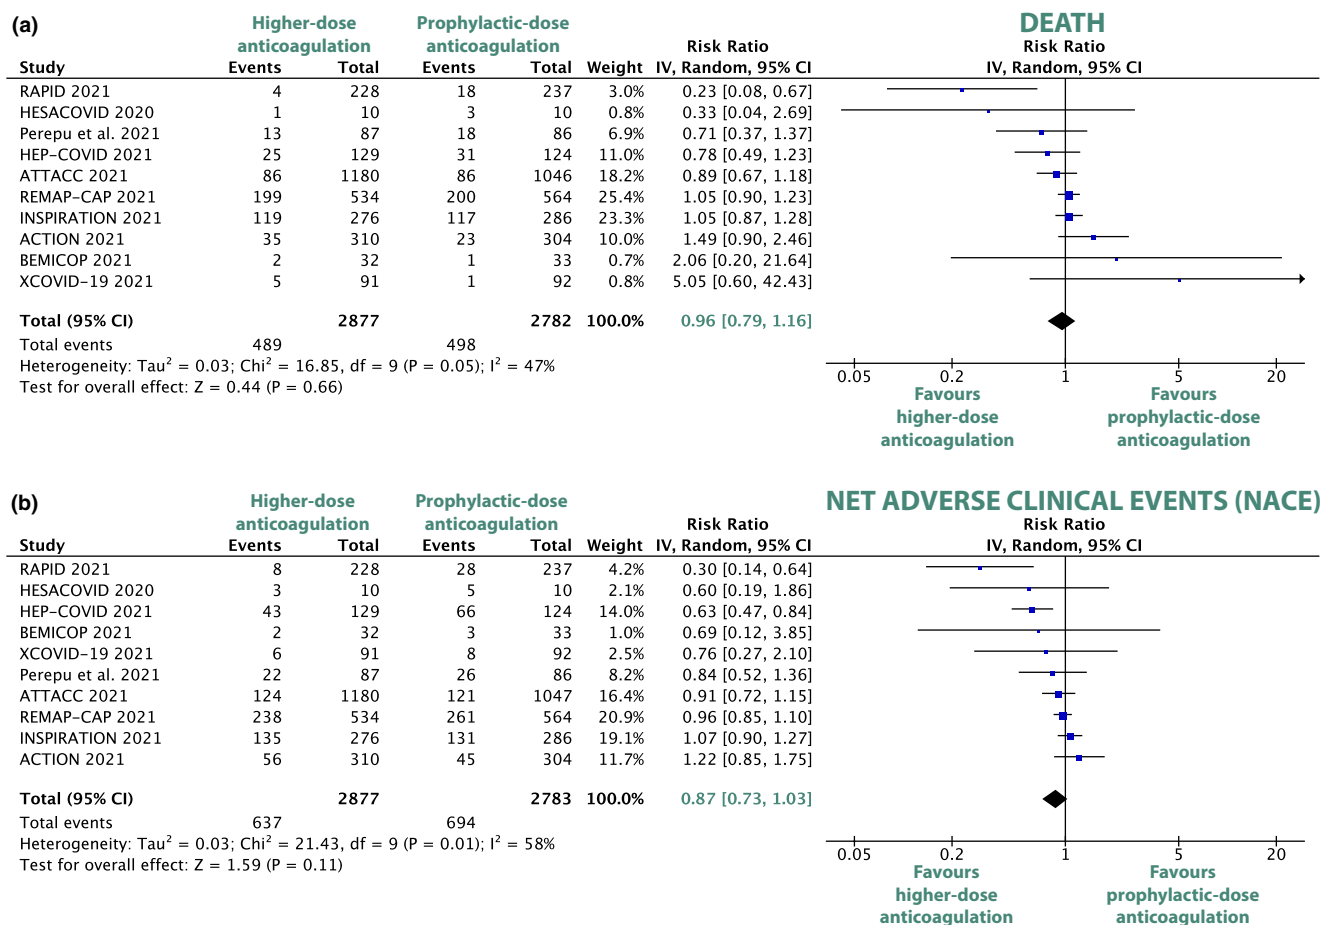 (a)
Higher-dose anticoagulation Prophylactic-dose anticoagulation DEATH
Risk Ratio Risk Ratio
Study Events Total Events Total Weight IV, Random, 95% CI IV, Random, 95% CI
RAPID 2021 4 228 18 237 3.0% 0.23 [0.08, 0.67]
HESACOVID 2020 1 10 3 10 0.8% 0.33 [0.04, 2.69]
Perepu et al. 2021 13 87 18 86 6.9% 0.71 [0.37, 1.37]
HEP-COVID 2021 25 129 31 124 11.0% 0.78 [0.49, 1.23]
ATTACC 2021 86 1180 86 1046 18.2% 0.89 [0.67, 1.18]
REMAP-CAP 2021 199 534 200 564 25.4% 1.05 [0.90, 1.23]
INSPIRATION 2021 119 276 117 286 23.3% 1.05 [0.87, 1.28]
ACTION 2021 35 310 23 304 10.0% 1.49 [0.90, 2.46]
BEMICOP 2021 2 32 1 33 0.7% 2.06 [0.20, 21.64]
XCOVID-19 2021 5 91 1 92 0.8% 5.05 [0.60, 42.43]
Total (95% CI) 2877 2782 100.0% 0.96 [0.79, 1.16]
Total events 489 498
Heterogeneity: Tau² = 0.03; Chi² = 16.85, df = 9 (P = 0.05); I² = 47%
Test for overall effect: Z = 0.44 (P = 0.66)
0.05 0.2 1 5 20
Favours higher-dose anticoagulation Favours prophylactic-dose anticoagulation
(b)
Higher-dose anticoagulation Prophylactic-dose anticoagulation NET ADVERSE CLINICAL EVENTS (NACE)
Risk Ratio Risk Ratio
Study Events Total Events Total Weight IV, Random, 95% CI IV, Random, 95% CI
RAPID 2021 8 228 28 237 4.2% 0.30 [0.14, 0.64]
HESACOVID 2020 3 10 5 10 2.1% 0.60 [0.19, 1.86]
HEP-COVID 2021 43 129 66 124 14.0% 0.63 [0.47, 0.84]
BEMICOP 2021 2 32 3 33 1.0% 0.69 [0.12, 3.85]
XCOVID-19 2021 6 91 8 92 2.5% 0.76 [0.27, 2.10]
Perepu et al. 2021 22 87 26 86 8.2% 0.84 [0.52, 1.36]
ATTACC 2021 124 1180 121 1047 16.4% 0.91 [0.72, 1.15]
REMAP-CAP 2021 238 534 261 564 20.9% 0.96 [0.85, 1.10]
INSPIRATION 2021 135 276 131 286 19.1% 1.07 [0.90, 1.27]
ACTION 2021 56 310 45 304 11.7% 1.22 [0.85, 1.75]
Total (95% CI) 2877 2783 100.0% 0.87 [0.73, 1.03]
Total events 637 694
Heterogeneity: Tau² = 0.03; Chi² = 21.43, df = 9 (P = 0.01); I² = 58%
Test for overall effect: Z = 1.59 (P = 0.11)
0.05 0.2 1 5 20
Favours higher-dose anticoagulation Favours prophylactic-dose anticoagulation